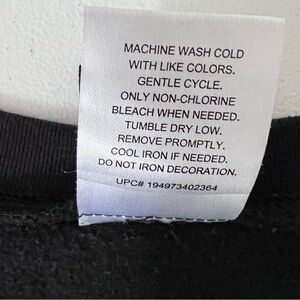 MACHINE WASH COLD
WITH LIKE COLORS.
GENTLE CYCLE.
ONLY NON-CHLORINE
BLEACH WHEN NEEDED.
TUMBLE DRY LOW.
REMOVE PROMPTLY.
COOL IRON IF NEEDED.
DO NOT IRON DECORATION.
UPC# 194973402364